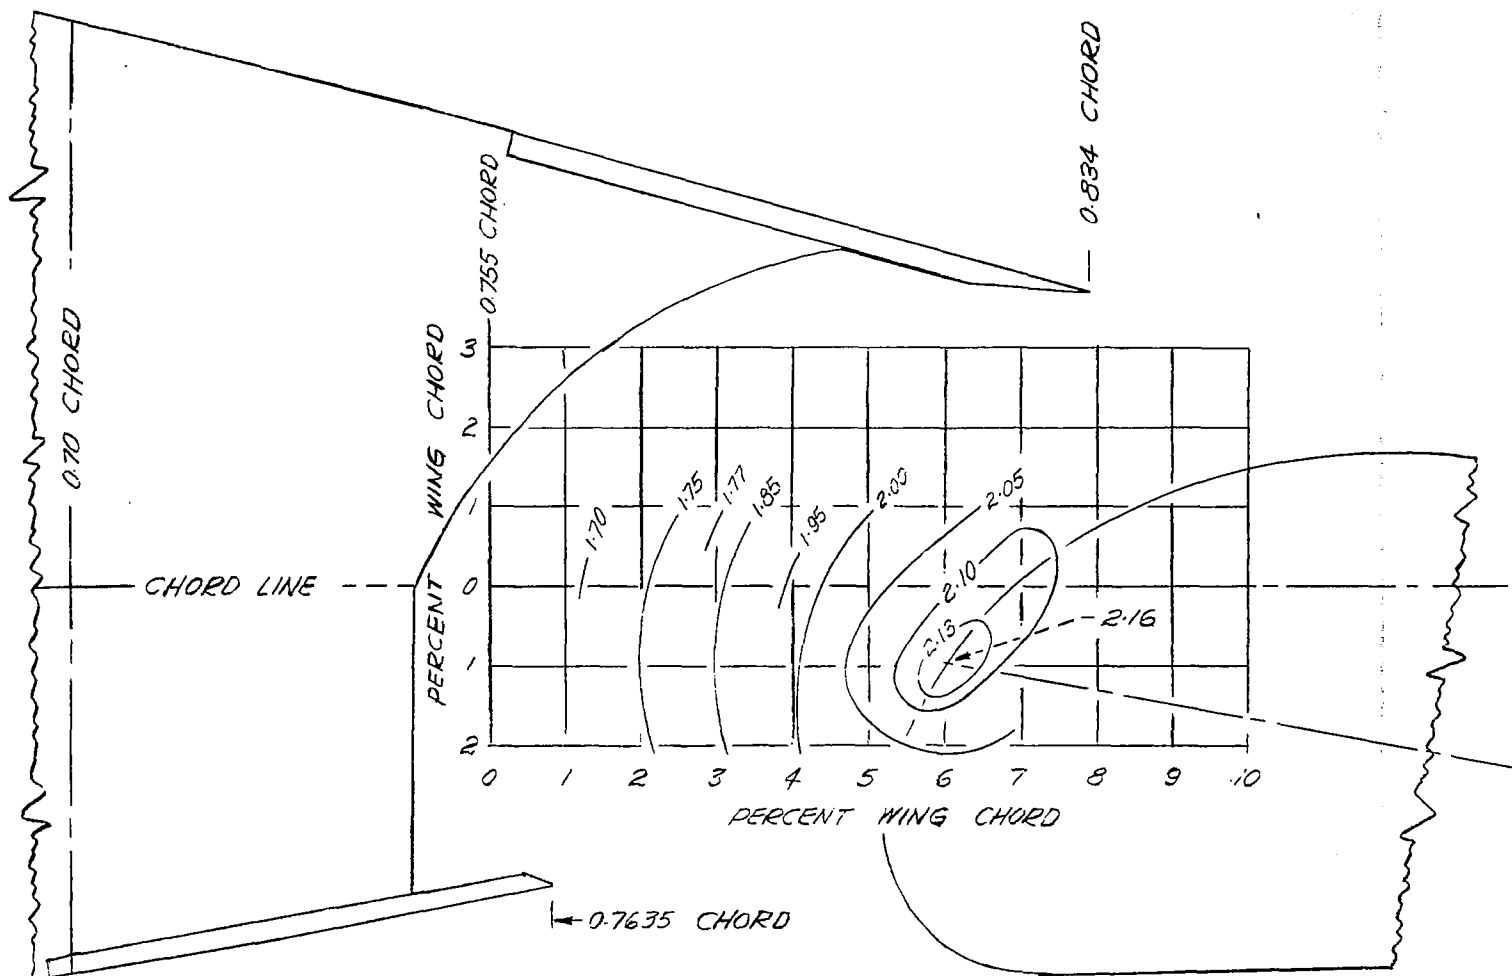 0.70 CHORD
0.755 CHORD
0.834 CHORD
PERCENT WING CHORD
3
2
1
0
1
2
CHORD LINE
1.70
1.75
1.77
1.85
1.95
2.00
2.05
2.10
2.13
2.16
0 1 2 3 4 5 6 7 8 9 10
PERCENT WING CHORD
0.7635 CHORD